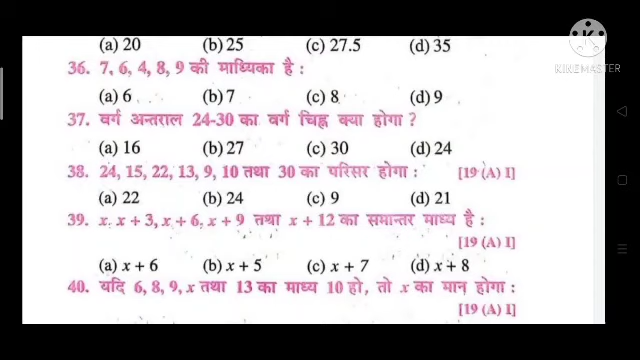 (a) 20 (b) 25 (c) 27.5 (d) 35
36. 7, 6, 4, 8, 9 की माध्यिका है :
(a) 6 (b) 7 (c) 8 (d) 9
37. वर्ग अन्तराल 24-30 का वर्ग चिह्न क्या होगा ?
(a) 16 (b) 27 (c) 30 (d) 24
38. 24, 15, 22, 13, 9, 10 तथा 30 का परिसर होगा : [19 (A) I]
(a) 22 (b) 24 (c) 9 (d) 21
39. x, x + 3, x + 6, x + 9 तथा x + 12 का समान्तर माध्य है :
[19 (A) I]
(a) x + 6 (b) x + 5 (c) x + 7 (d) x + 8
40. यदि 6, 8, 9, x तथा 13 का माध्य 10 हो, तो x का मान होगा :
[19 (A) I]
KINEMASTER